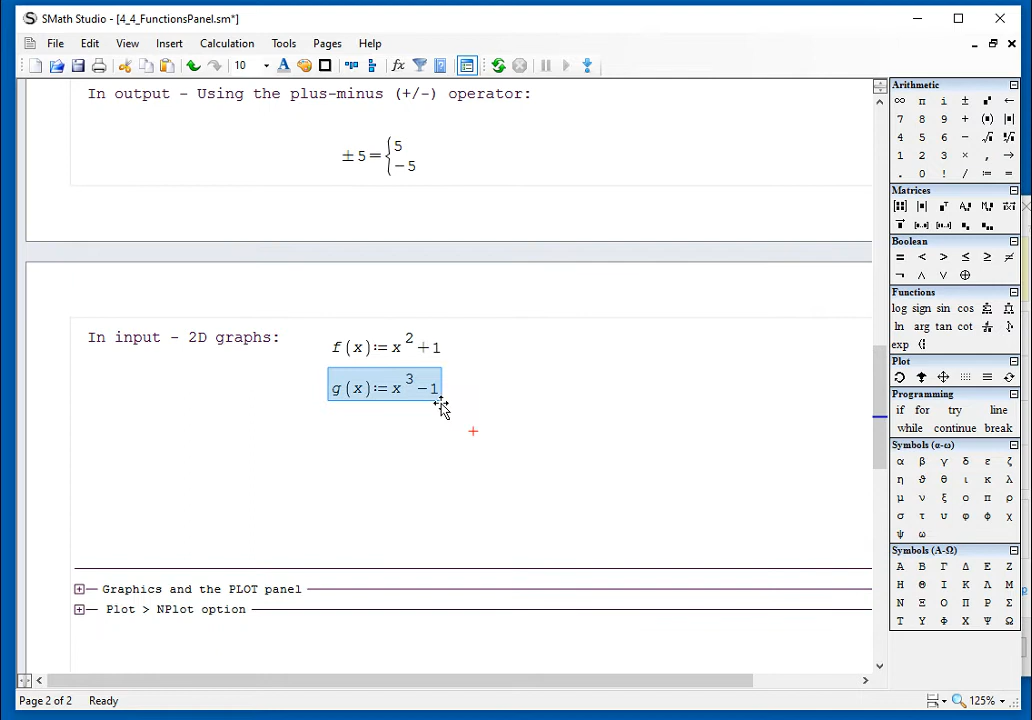 SMath Studio - [4_4_FunctionsPanel.sm*]
File Edit View Insert Calculation Tools Pages Help
10
In output - Using the plus-minus (+/-) operator:
±5={5
-5
In input - 2D graphs:
f(x):=x²+1
g(x):=x³-1
Graphics and the PLOT panel
Plot > NPlot option
Page 2 of 2 Ready
125%
Arithmetic
∞ π i ± ←
7 8 9 +
4 5 6 −
1 2 3 × , →
. 0 ! / := =
Matrices
Boolean
= < > ≤ ≥ ≠
¬ ∧ ∨ ⊕
Functions
log sign sin cos
ln arg tan cot
exp
Plot
Programming
if for try line
while continue break
Symbols (α-ω)
α β γ δ ε ζ
η ϑ θ ι κ λ
μ ν ξ ο π ρ
σ τ υ φ ϕ χ
ψ ω
Symbols (Α-Ω)
Α Β Γ Δ Ε Ζ
Η Θ Ι Κ Λ Μ
Ν Ξ Ο Π Ρ Σ
Τ Υ Φ Χ Ψ Ω